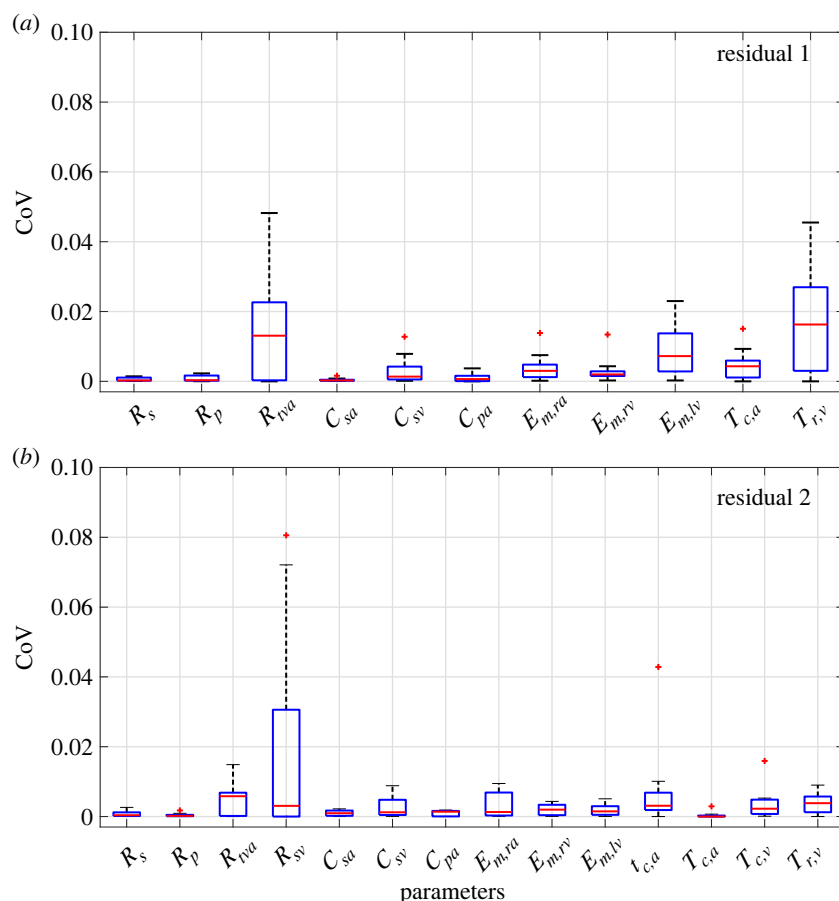 (a)
0.10
residual 1
0.08
0.06
CoV
0.04
0.02
0
R_s R_p R_tva C_sa C_sv C_pa E_m,ra E_m,rv E_m,lv T_c,a T_r,v
(b)
0.10
residual 2
0.08
0.06
CoV
0.04
0.02
0
R_s R_p R_tva R_sv C_sa C_sv C_pa E_m,ra E_m,rv E_m,lv t_c,a T_c,a T_c,v T_r,v
parameters